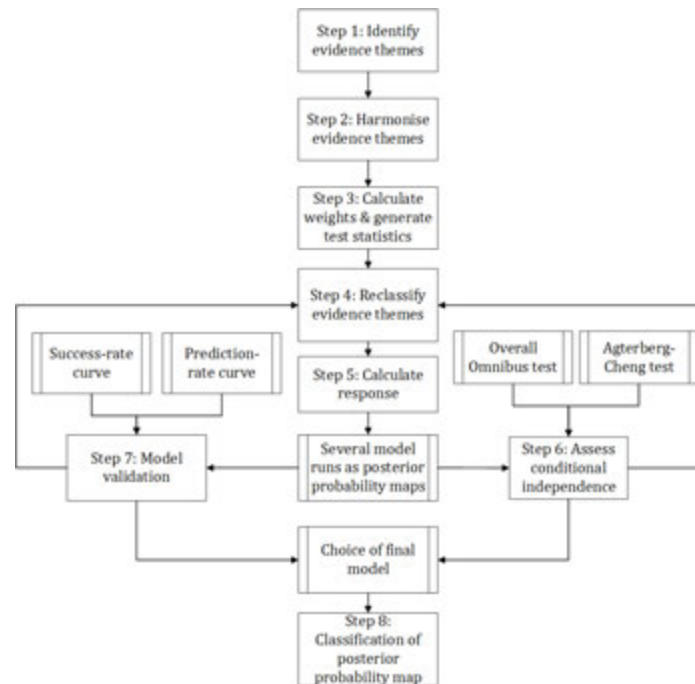 Step 1: Identify
evidence themes
Step 2: Harmonise
evidence themes
Step 3: Calculate
weights & generate
test statistics
Step 4: Reclassify
evidence themes
Success-rate
curve
Prediction-
rate curve
Overall
Omnibus test
Agterberg-
Cheng test
Step 5: Calculate
response
Step 7: Model
validation
Several model
runs as posterior
probability maps
Step 6: Assess
conditional
independence
Choice of final
model
Step 8:
Classification of
posterior
probability map